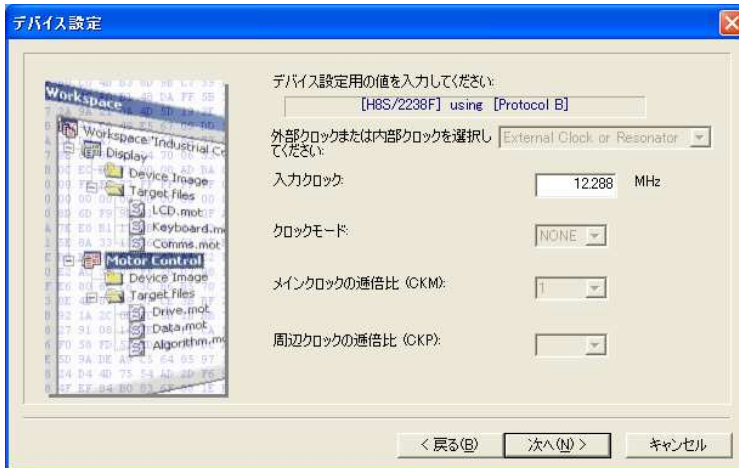 デバイス設定
デバイス設定用の値を入力してください:
[H8S/2238F] using [Protocol B]
外部クロックまたは内部クロックを選択し
てください:
External Clock or Resonator
入力クロック:
12.288 MHz
クロックモード:
NONE
メインクロックの逓倍比 (CKM):
1
周辺クロックの逓倍比 (CKP):
Workspace
Workspace 'Industrial Co
Display
Device Image
Target files
LCD.mot
Keyboard.m
Comms.mot
Motor Control
Device Image
Target files
Drive.mot
Data.mot
Algorithm.mo
< 戻る(B)
次へ(N) >
キャンセル